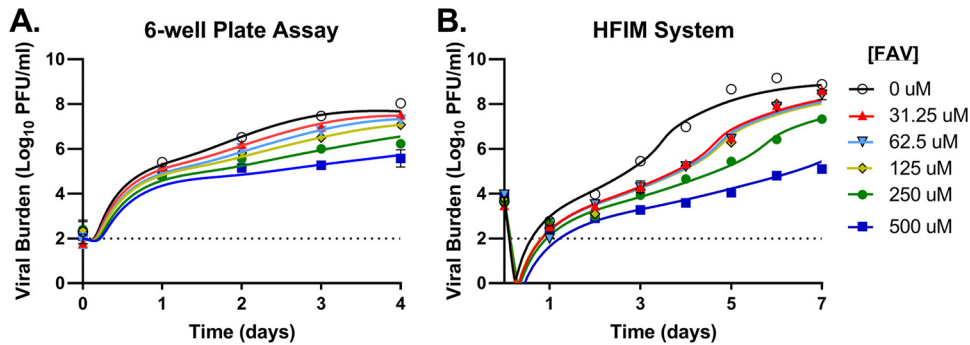 A.
6-well Plate Assay
Viral Burden (Log10 PFU/ml)
10
8
6
4
2
0
0 1 2 3 4
Time (days)
B.
HFIM System
Viral Burden (Log10 PFU/ml)
10
8
6
4
2
0
1 3 5 7
Time (days)
[FAV]
0 uM
31.25 uM
62.5 uM
125 uM
250 uM
500 uM